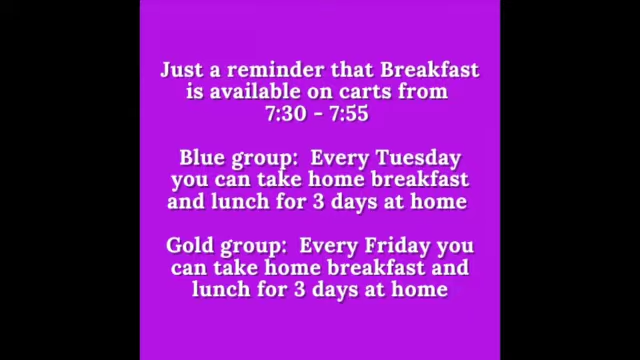 Just a reminder that Breakfast
is available on carts from
7:30 - 7:55
Blue group:  Every Tuesday
you can take home breakfast
and lunch for 3 days at home
Gold group:  Every Friday you
can take home breakfast and
lunch for 3 days at home